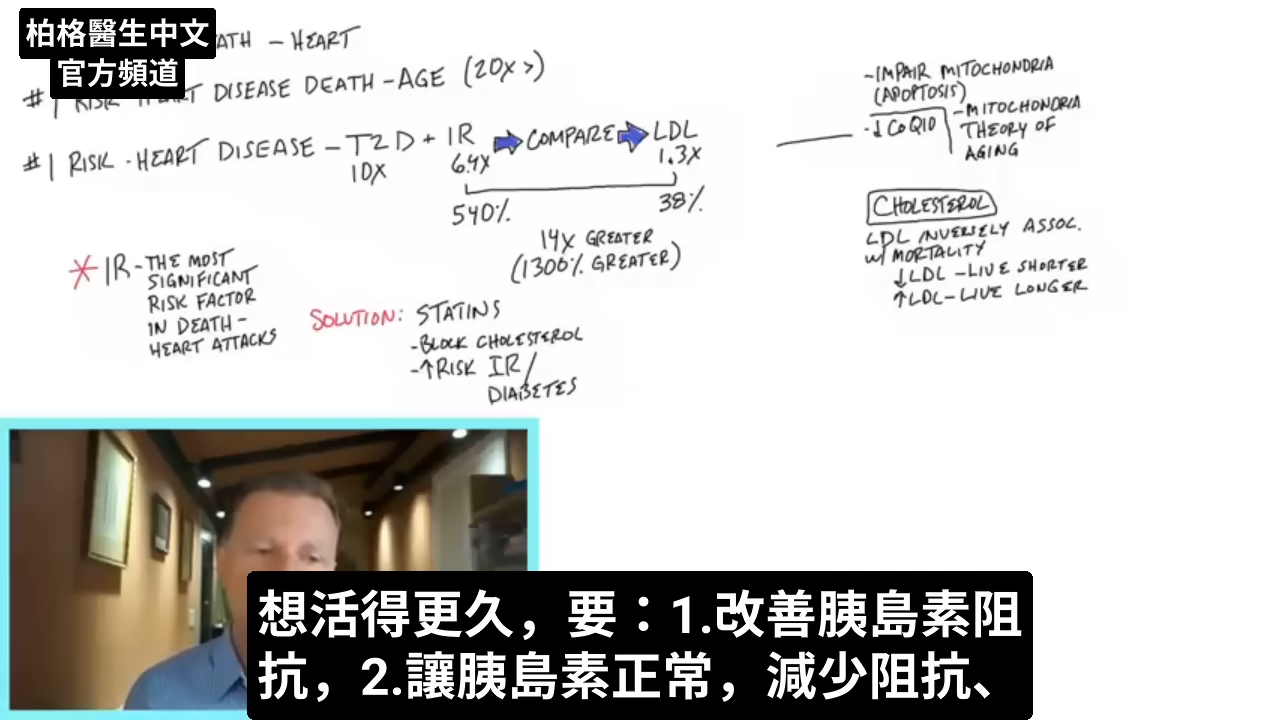 柏格醫生中文
官方頻道
ATH - HEART
#1 RISK HEART DISEASE DEATH - AGE (20X >)
#1 RISK - HEART DISEASE - T2D + IR COMPARE LDL
10X 6.4X 1.3X
540% 38%
14X GREATER
(1300% GREATER)
* IR - THE MOST
SIGNIFICANT
RISK FACTOR
IN DEATH -
HEART ATTACKS
SOLUTION: STATINS
- BLOCK CHOLESTEROL
- ↑ RISK IR/
DIABETES
- IMPAIR MITOCHONDRIA
(APOPTOSIS)
- ↓ COQ10
- MITOCHONDRIA
THEORY OF
AGING
CHOLESTEROL
LDL INVERSELY ASSOC.
w/ MORTALITY
↓ LDL - LIVE SHORTER
↑ LDL - LIVE LONGER
想活得更久，要：1.改善胰島素阻
抗，2.讓胰島素正常，減少阻抗、